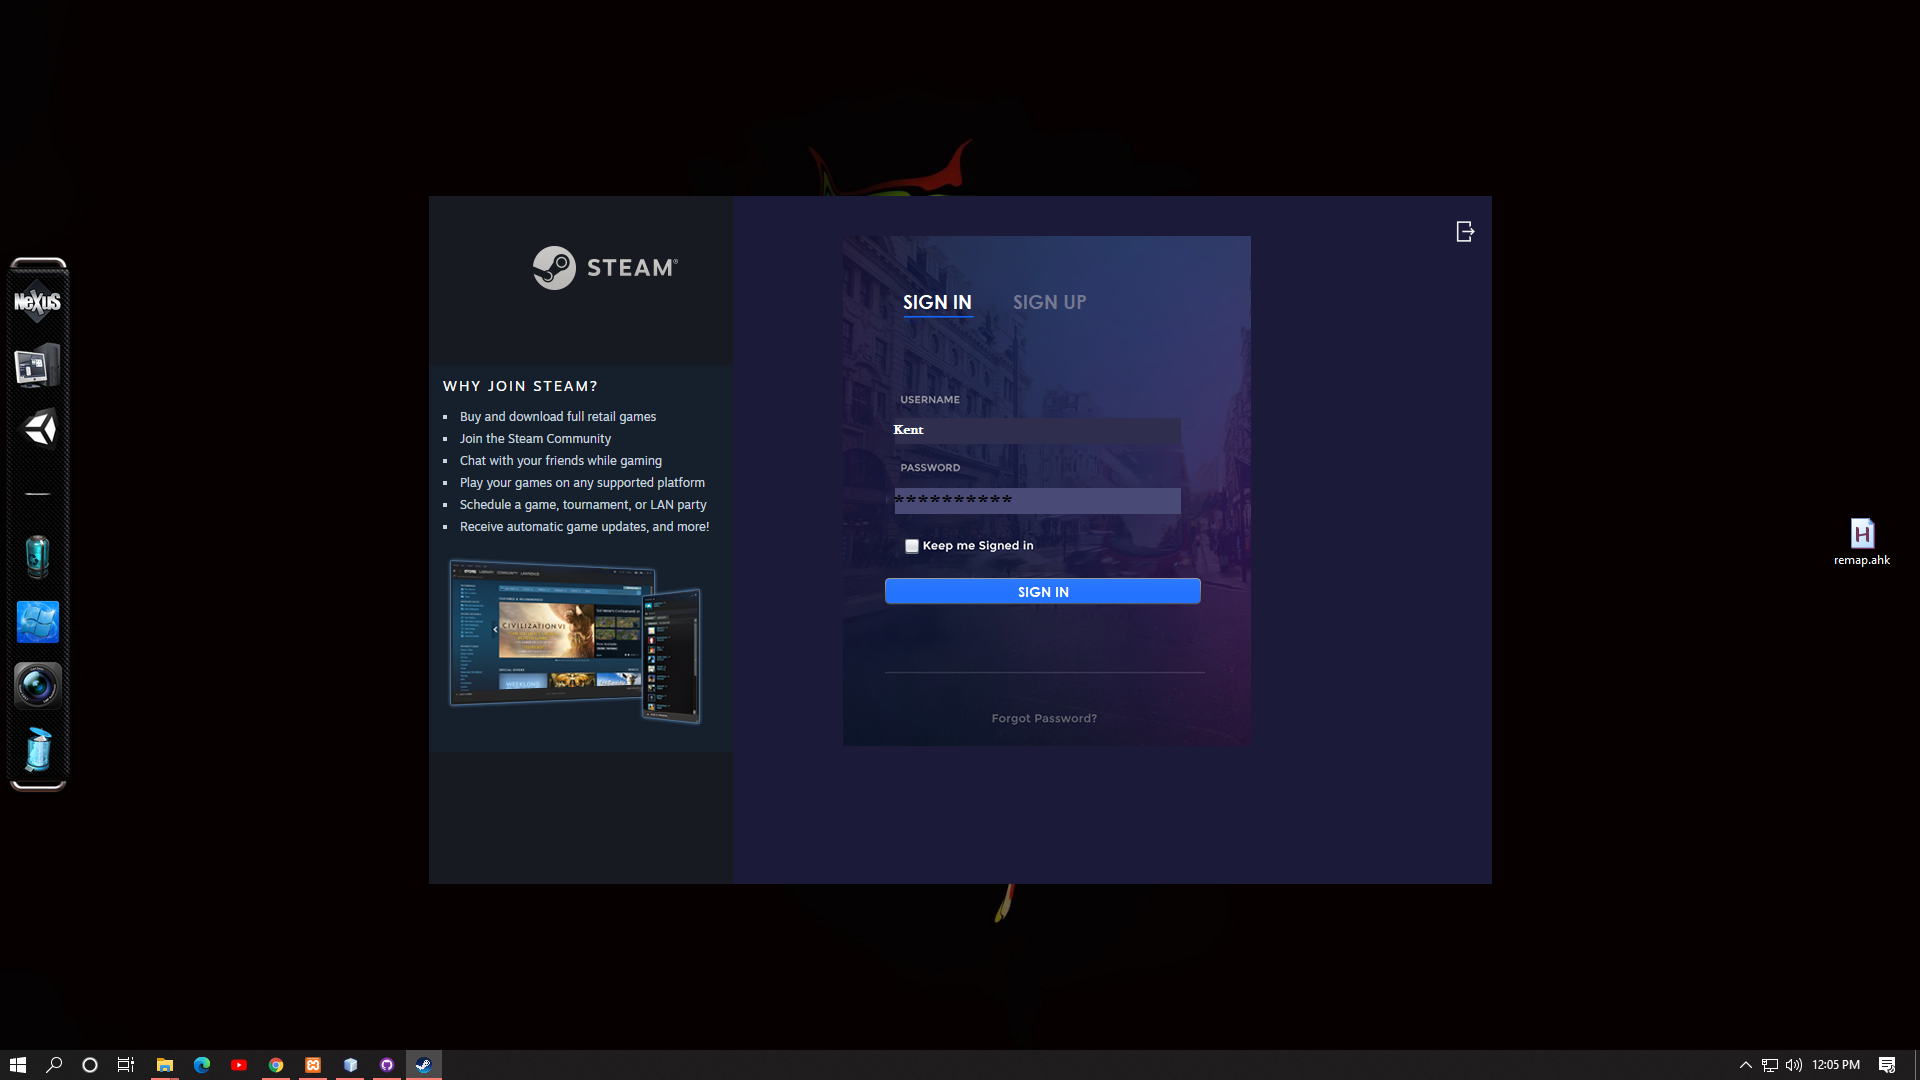 STEAM®
WHY JOIN STEAM?
Buy and download full retail games
Join the Steam Community
Chat with your friends while gaming
Play your games on any supported platform
Schedule a game, tournament, or LAN party
Receive automatic game updates, and more!
CIVILIZATION VI
WEEKLONG
SIGN IN SIGN UP
USERNAME
Kent
PASSWORD
**********
Keep me Signed in
SIGN IN
Forgot Password?
NeXuS
remap.ahk
12:05 PM